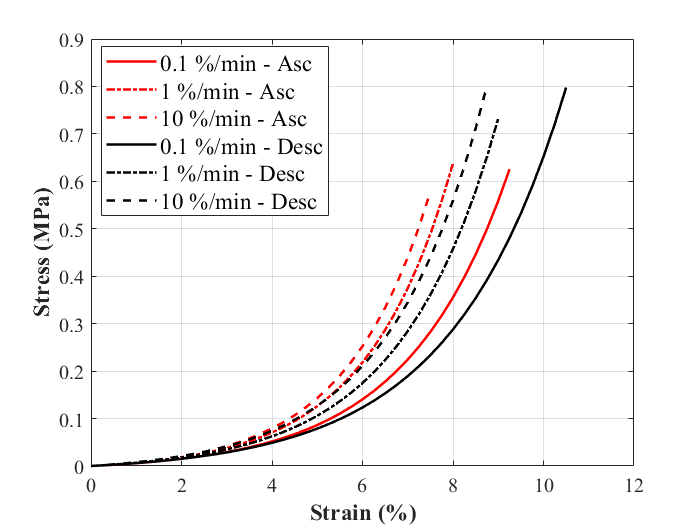 0.9
0.8
0.7
0.6
0.5
0.4
0.3
0.2
0.1
0
0 2 4 6 8 10 12
Stress (MPa)
Strain (%)
0.1 %/min - Asc
1 %/min - Asc
10 %/min - Asc
0.1 %/min - Desc
1 %/min - Desc
10 %/min - Desc